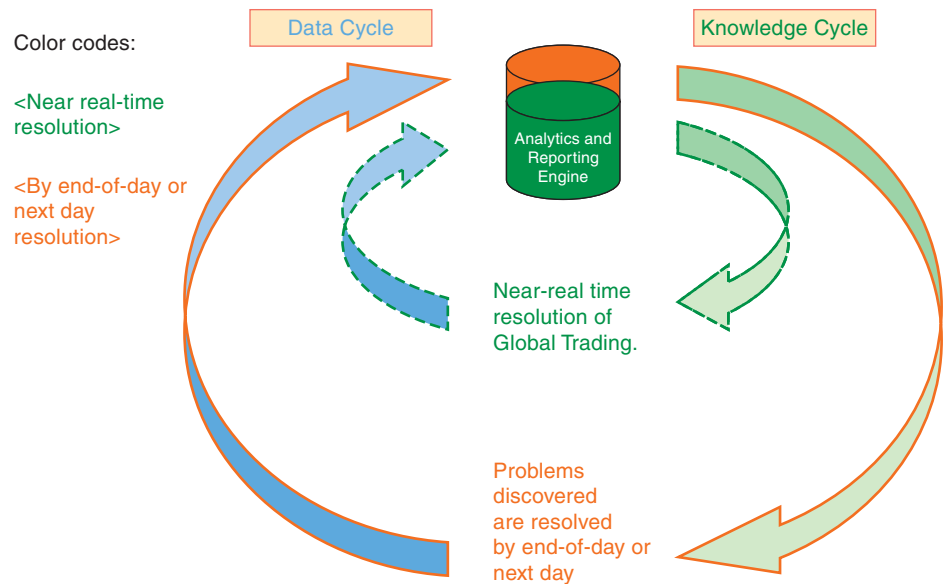 Data Cycle
Knowledge Cycle
Color codes:
<Near real-time
resolution>
<By end-of-day or
next day
resolution>
Analytics and
Reporting
Engine
Near-real time
resolution of
Global Trading.
Problems
discovered
are resolved
by end-of-day or
next day